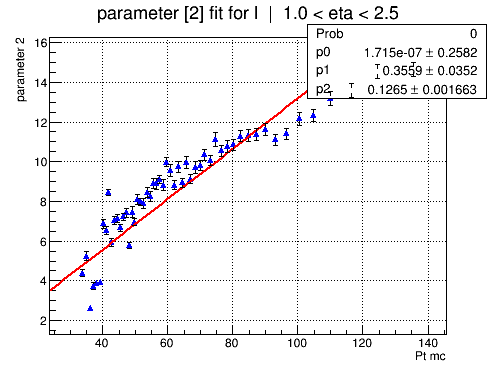 parameter [2] fit for I | 1.0 < eta < 2.5
Prob 0
p0 1.715e-07 ± 0.2582
p1 0.3559 ± 0.0352
p2 0.1265 ± 0.001663
parameter 2
16
14
12
10
8
6
4
2
40 60 80 100 120 140
Pt mc